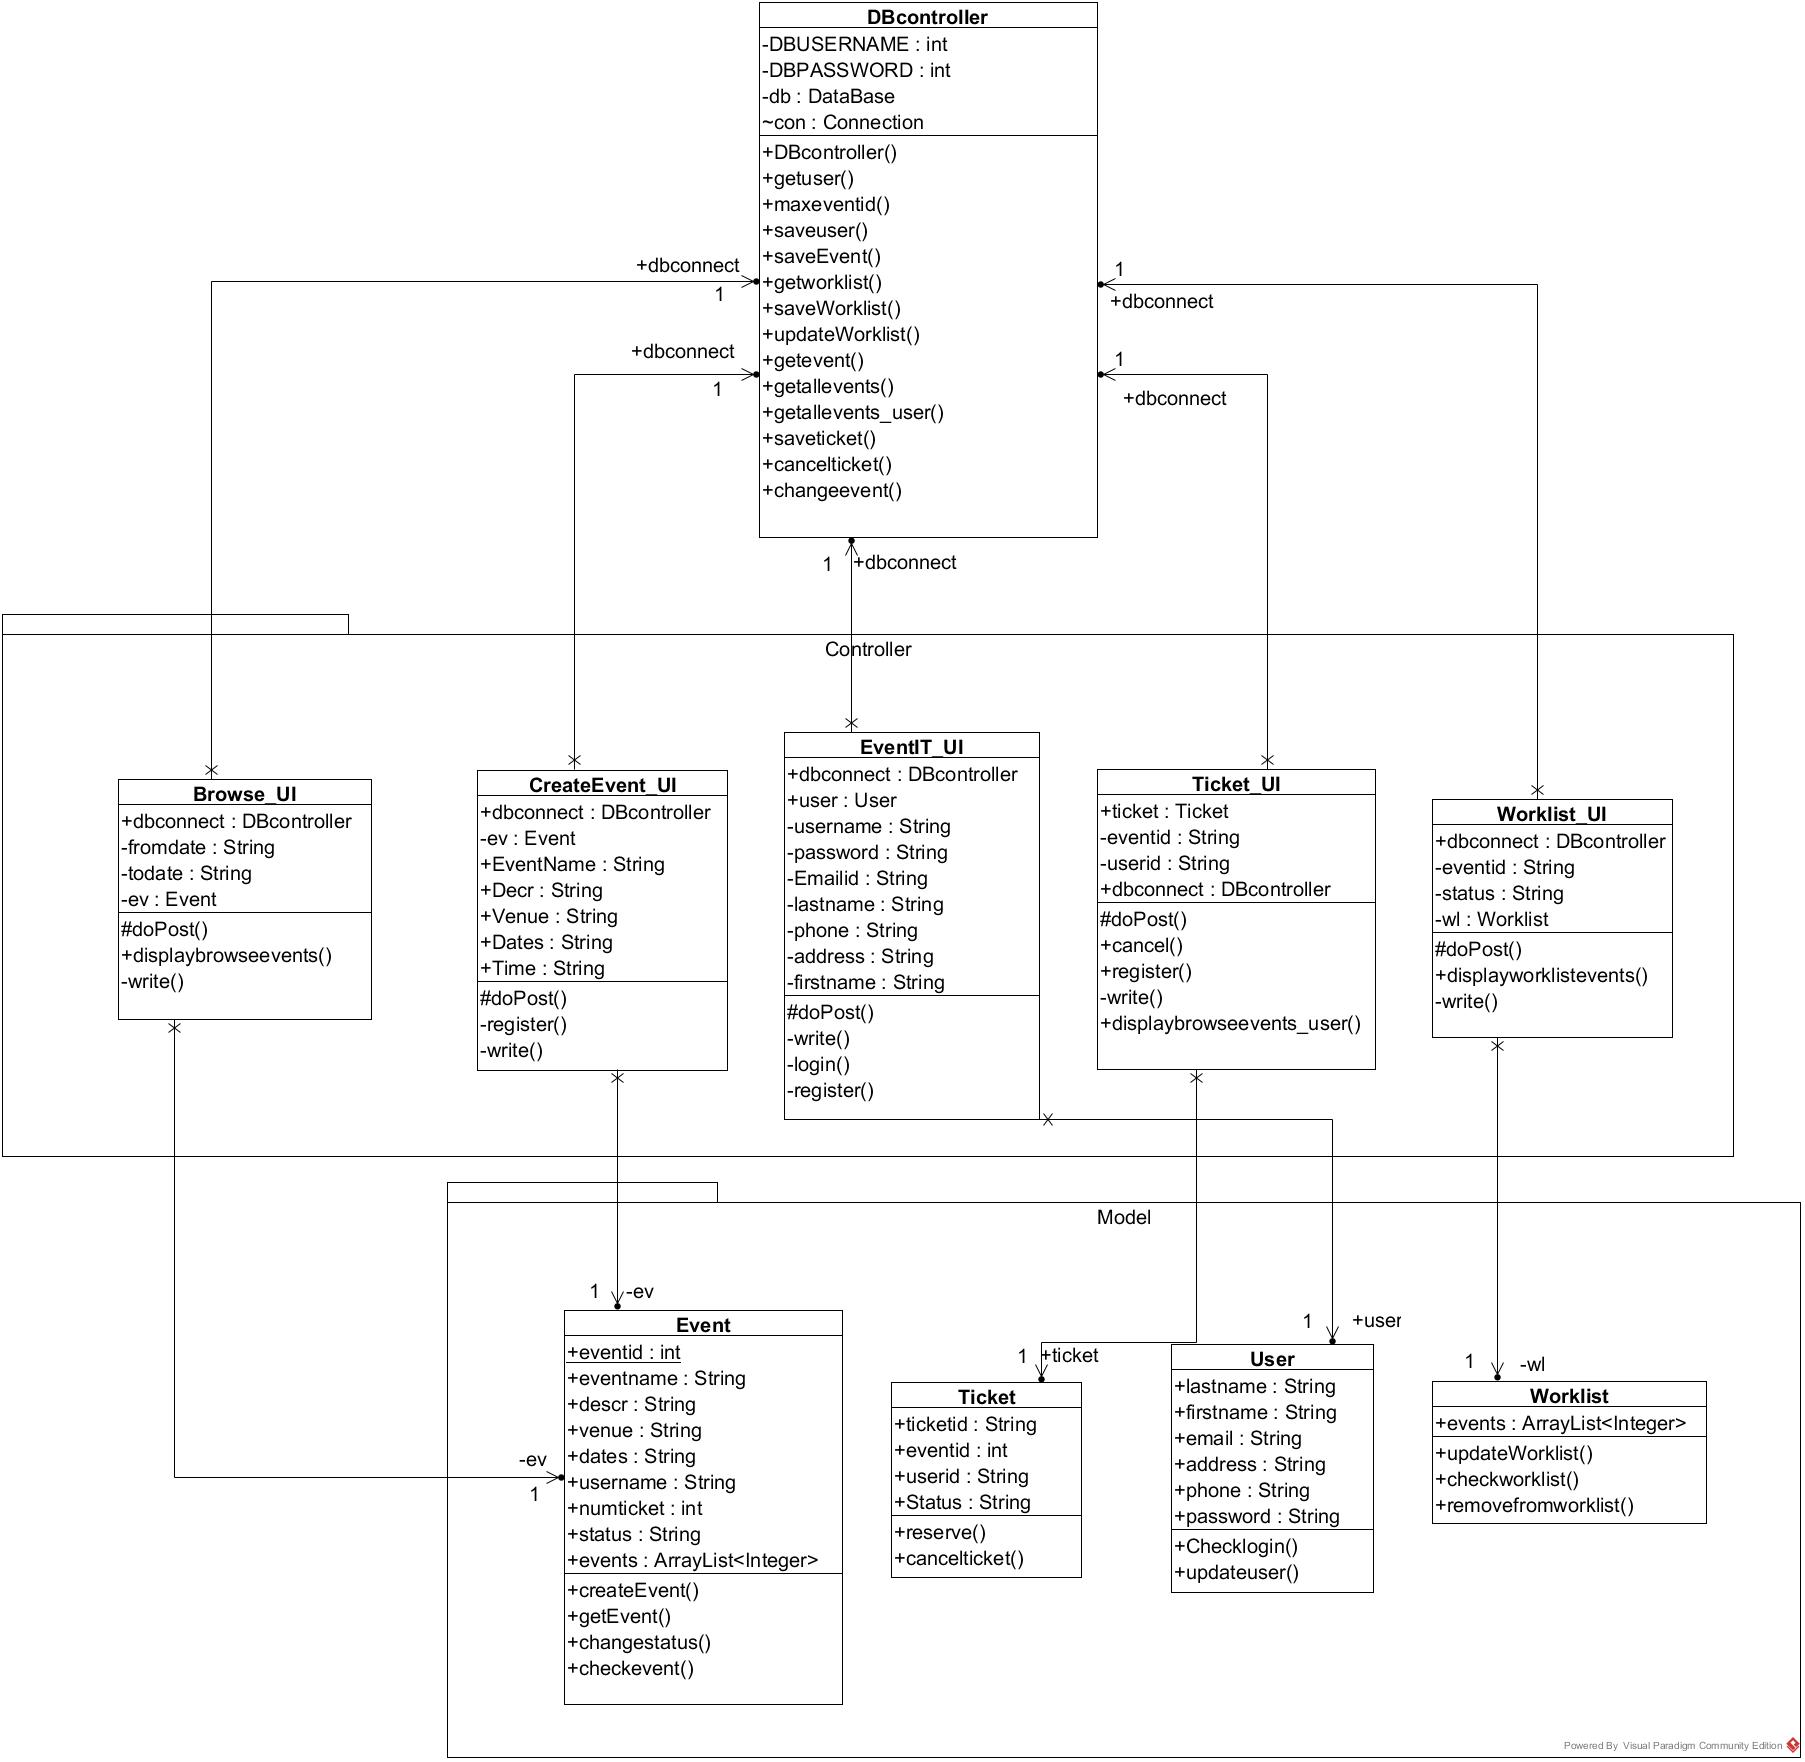 DBcontroller
-DBUSERNAME : int
-DBPASSWORD : int
-db : DataBase
~con : Connection
+DBcontroller()
+getuser()
+maxeventid()
+saveuser()
+saveEvent()
+getworklist()
+saveWorklist()
+updateWorklist()
+getevent()
+getallevents()
+getallevents_user()
+saveticket()
+cancelticket()
+changeevent()
+dbconnect
1
+dbconnect
1
1
+dbconnect
1
+dbconnect
1
+dbconnect
Controller
Browse_UI
+dbconnect : DBcontroller
-fromdate : String
-todate : String
-ev : Event
#doPost()
+displaybrowseevents()
-write()
CreateEvent_UI
+dbconnect : DBcontroller
-ev : Event
+EventName : String
+Decr : String
+Venue : String
+Dates : String
+Time : String
#doPost()
-register()
-write()
EventIT_UI
+dbconnect : DBcontroller
+user : User
-username : String
-password : String
-Emailid : String
-lastname : String
-phone : String
-address : String
-firstname : String
#doPost()
-write()
-login()
-register()
Ticket_UI
+ticket : Ticket
-eventid : String
-userid : String
+dbconnect : DBcontroller
#doPost()
+cancel()
+register()
-write()
+displaybrowseevents_user()
Worklist_UI
+dbconnect : DBcontroller
-eventid : String
-status : String
-wl : Worklist
#doPost()
+displayworklistevents()
-write()
Model
1
-ev
-ev
1
1
+ticket
1
+user
1
-wl
Event
+eventid : int
+eventname : String
+descr : String
+venue : String
+dates : String
+username : String
+numticket : int
+status : String
+events : ArrayList<Integer>
+createEvent()
+getEvent()
+changestatus()
+checkevent()
Ticket
+ticketid : String
+eventid : int
+userid : String
+Status : String
+reserve()
+cancelticket()
User
+lastname : String
+firstname : String
+email : String
+address : String
+phone : String
+password : String
+Checklogin()
+updateuser()
Worklist
+events : ArrayList<Integer>
+updateWorklist()
+checkworklist()
+removefromworklist()
Powered By Visual Paradigm Community Edition